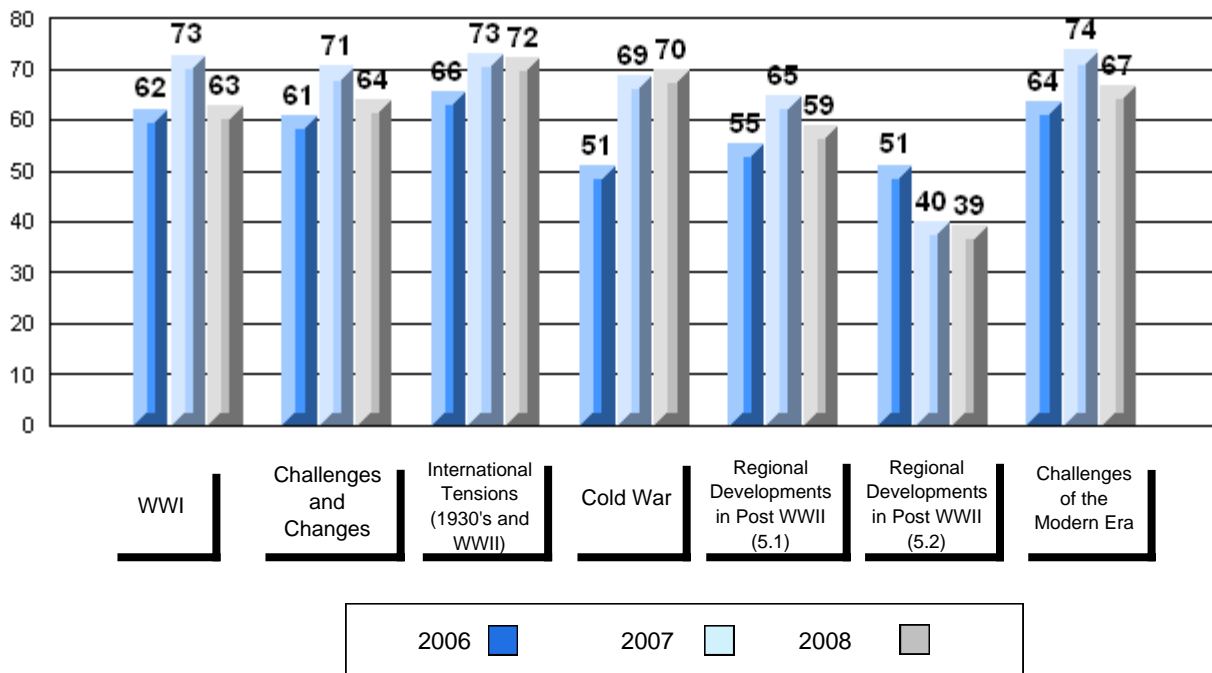 80
70
60
50
40
30
20
10
0
62
73
63
61
71
64
66
73
72
51
69
70
55
65
59
51
40
39
64
74
67
WWI
Challenges
and
Changes
International
Tensions
(1930's and
WWII)
Cold War
Regional
Developments
in Post WWII
(5.1)
Regional
Developments
in Post WWII
(5.2)
Challenges
of the
Modern Era
2006
2007
2008